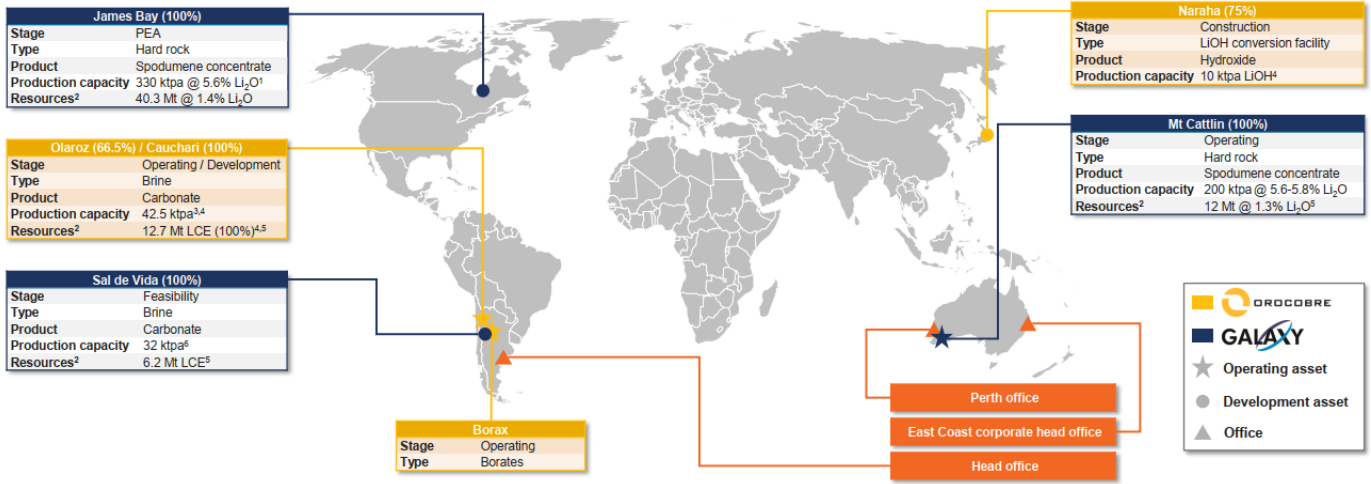 James Bay (100%)
Stage PEA
Type Hard rock
Product Spodumene concentrate
Production capacity 330 ktpa @ 5.6% Li₂O¹
Resources² 40.3 Mt @ 1.4% Li₂O
Olaroz (66.5%) / Cauchari (100%)
Stage Operating / Development
Type Brine
Product Carbonate
Production capacity 42.5 ktpa³,⁴
Resources² 12.7 Mt LCE (100%)⁴,⁵
Sal de Vida (100%)
Stage Feasibility
Type Brine
Product Carbonate
Production capacity 32 ktpa⁶
Resources² 6.2 Mt LCE⁵
Borax
Stage Operating
Type Borates
Naraha (75%)
Stage Construction
Type LiOH conversion facility
Product Hydroxide
Production capacity 10 ktpa LiOH⁴
Mt Cattlin (100%)
Stage Operating
Type Hard rock
Product Spodumene concentrate
Production capacity 200 ktpa @ 5.6-5.8% Li₂O
Resources² 12 Mt @ 1.3% Li₂O⁵
Perth office
East Coast corporate head office
Head office
OROCOBRE
GALAXY
Operating asset
Development asset
Office